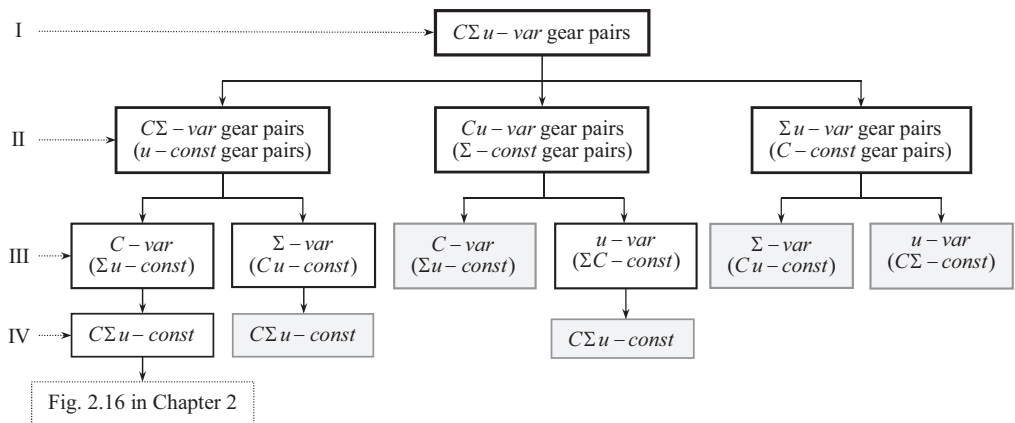 I
CΣu – var gear pairs
II
CΣ – var gear pairs
(u – const gear pairs)
Cu – var gear pairs
(Σ – const gear pairs)
Σu – var gear pairs
(C – const gear pairs)
III
C – var
(Σu – const)
Σ – var
(Cu – const)
C – var
(Σu – const)
u – var
(ΣC – const)
Σ – var
(Cu – const)
u – var
(CΣ – const)
IV
CΣu – const
CΣu – const
CΣu – const
Fig. 2.16 in Chapter 2